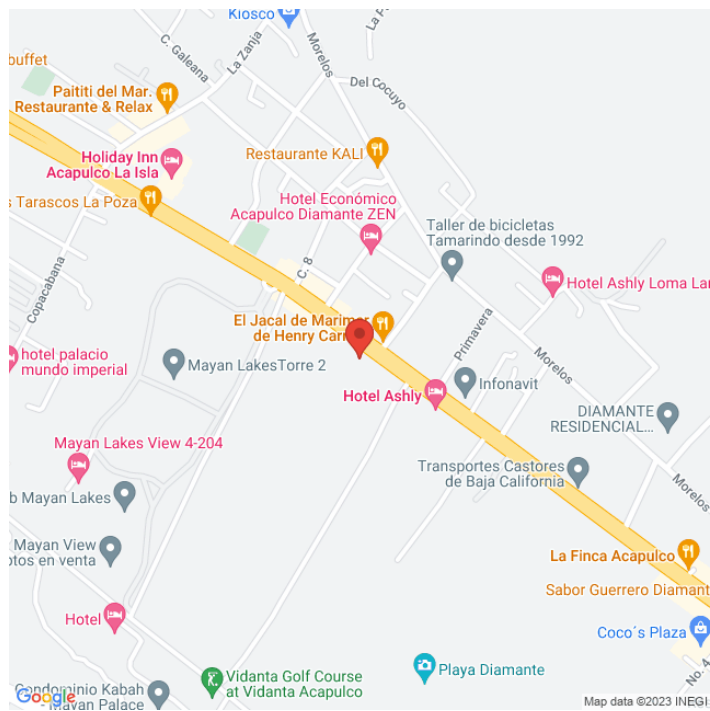 Kiosco
La Zanja
C. Galeana
Morelos
Del Cocuyo
buffet
Paititi del Mar.
Restaurante & Relax
Restaurante KALI
Holiday Inn
Acapulco La Isla
s Tarascos La Poza
Hotel Económico
Acapulco Diamante ZEN
Taller de bicicletas
Tamarindo desde 1992
C. 8
Copacabana
Hotel Ashly Loma Lar
El Jacal de Marimar
de Henry Carr
Primavera
hotel palacio
mundo imperial
Mayan LakesTorre 2
Morelos
Infonavit
Hotel Ashly
DIAMANTE
RESIDENCIAL...
Mayan Lakes View 4-204
Transportes Castores
de Baja California
Morelos
b Mayan Lakes
Mayan View
otos en venta
La Finca Acapulco
Sabor Guerrero Diamant
Hotel
Coco´s Plaza
Playa Diamante
Vidanta Golf Course
at Vidanta Acapulco
No. 4
Condominio Kabah
- Mayan Palace
Google
Map data ©2023 INEGI